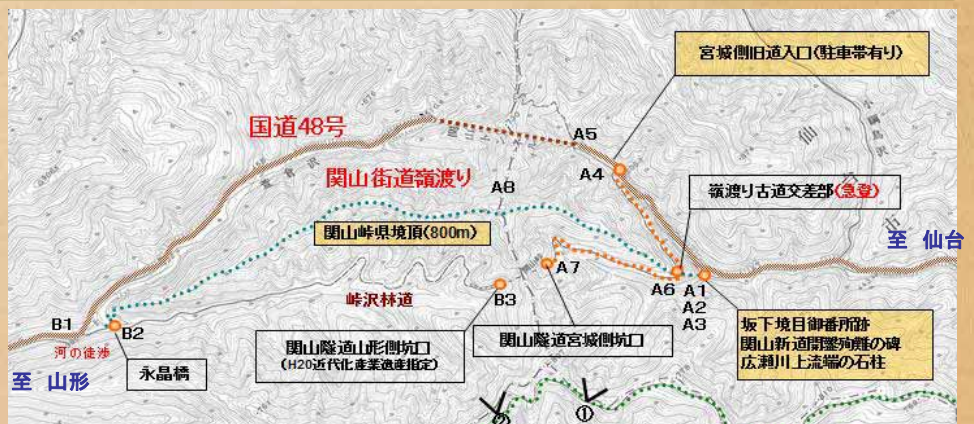 宮城側旧道入口(駐車帯有り)
国道48号
A5
A4
関山街道嶺渡り
A8
嶺渡り古道交差部(急登)
仙
市
関山峠県境頂(800m)
至 仙台
A7
A6 A1
A2
A3
B3
峠沢林道
B1
B2
河の徒渉
至 山形
永晶橋
関山隧道山形側坑口
(H20近代化産業遺産指定)
関山隧道宮城側坑口
坂下境目御番所跡
関山新道開鑿殉難の碑
広瀬川上流端の石柱
①
②